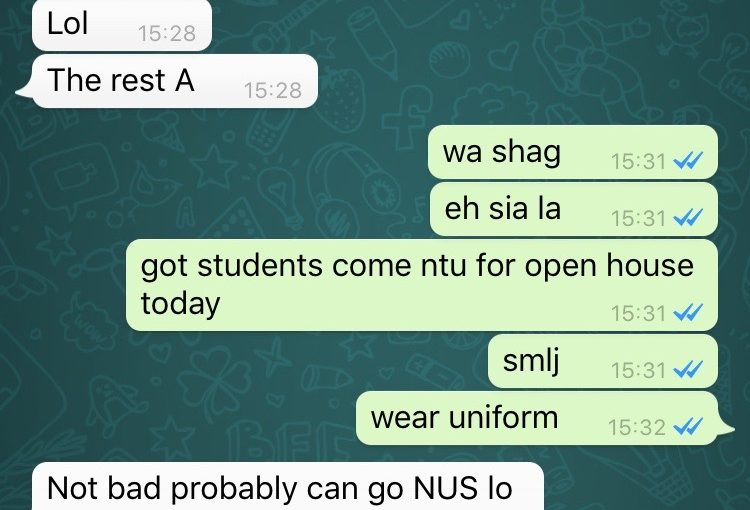 Lol 15:28
The rest A 15:28
wa shag 15:31
eh sia la 15:31
got students come ntu for open house
today 15:31
smlj 15:31
wear uniform 15:32
Not bad probably can go NUS lo